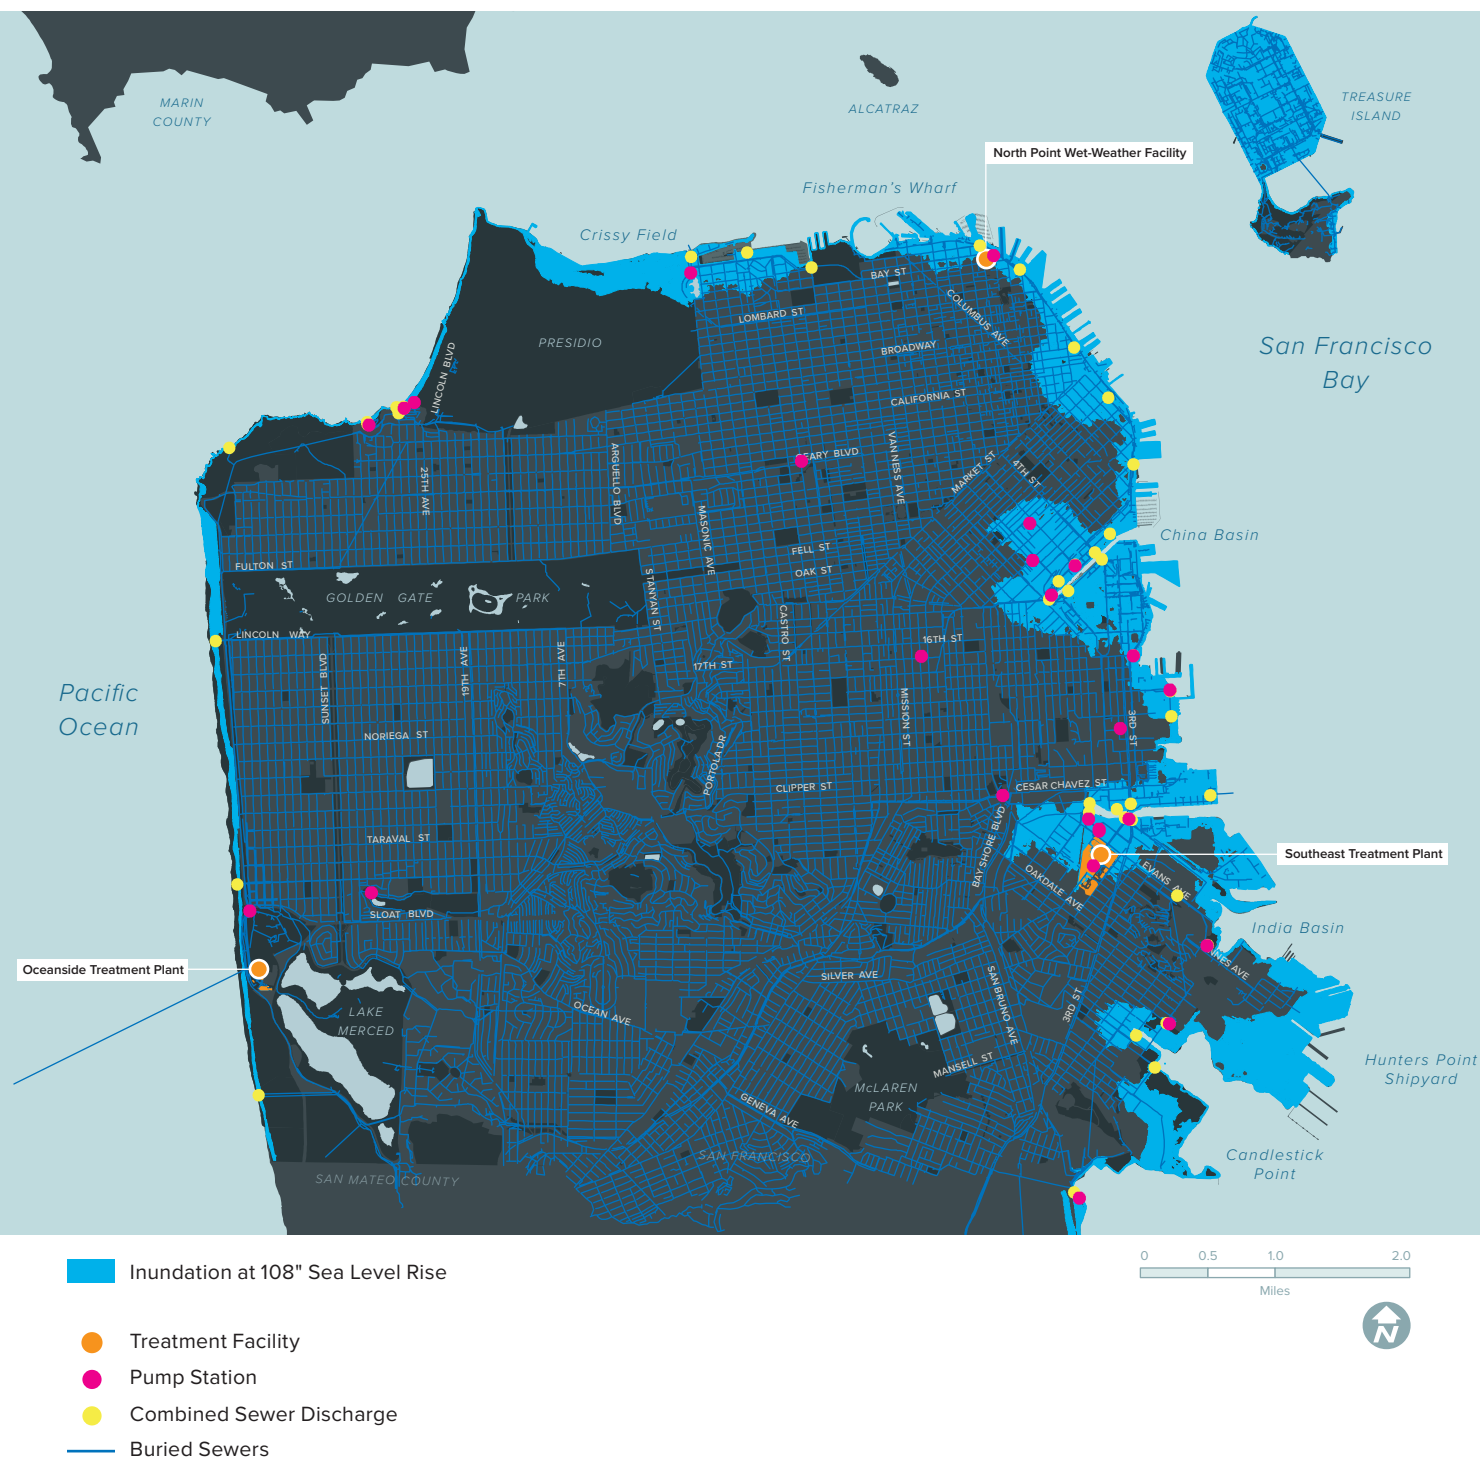 MARIN
COUNTY
ALCATRAZ
TREASURE
ISLAND
North Point Wet-Weather Facility
Fisherman's Wharf
Crissy Field
BAY ST
COLUMBUS AVE
LOMBARD ST
PRESIDIO
BROADWAY
San Francisco
Bay
LINCOLN BLVD
CALIFORNIA ST
VANNESS AVE
GEARY BLVD
MARKET ST
4TH ST
25TH AVE
ARGUELLO BLVD
MASONIC AVE
China Basin
FELL ST
OAK ST
FULTON ST
GOLDEN GATE PARK
STANYAN ST
CASTRO ST
LINCOLN WAY
16TH ST
17TH ST
SUNSET BLVD
19TH AVE
7TH AVE
Pacific
Ocean
MISSION ST
3RD ST
NORIEGA ST
PORTOLA DR
CLIPPER ST
CESAR CHAVEZ ST
BAY SHORE BLVD
TARAVAL ST
Southeast Treatment Plant
OAKDALE AVE
EVANS AVE
SLOAT BLVD
India Basin
Oceanside Treatment Plant
SILVER AVE
NNES AVE
LAKE
MERCED
OCEAN AVE
SAN BRUNO AVE
3RD ST
Hunters Point
Shipyard
MANSELL ST
McLAREN
PARK
GENEVA AVE
SAN FRANCISCO
SAN MATEO COUNTY
Candlestick
Point
Inundation at 108" Sea Level Rise
0 0.5 1.0 2.0
Miles
N
Treatment Facility
Pump Station
Combined Sewer Discharge
Buried Sewers